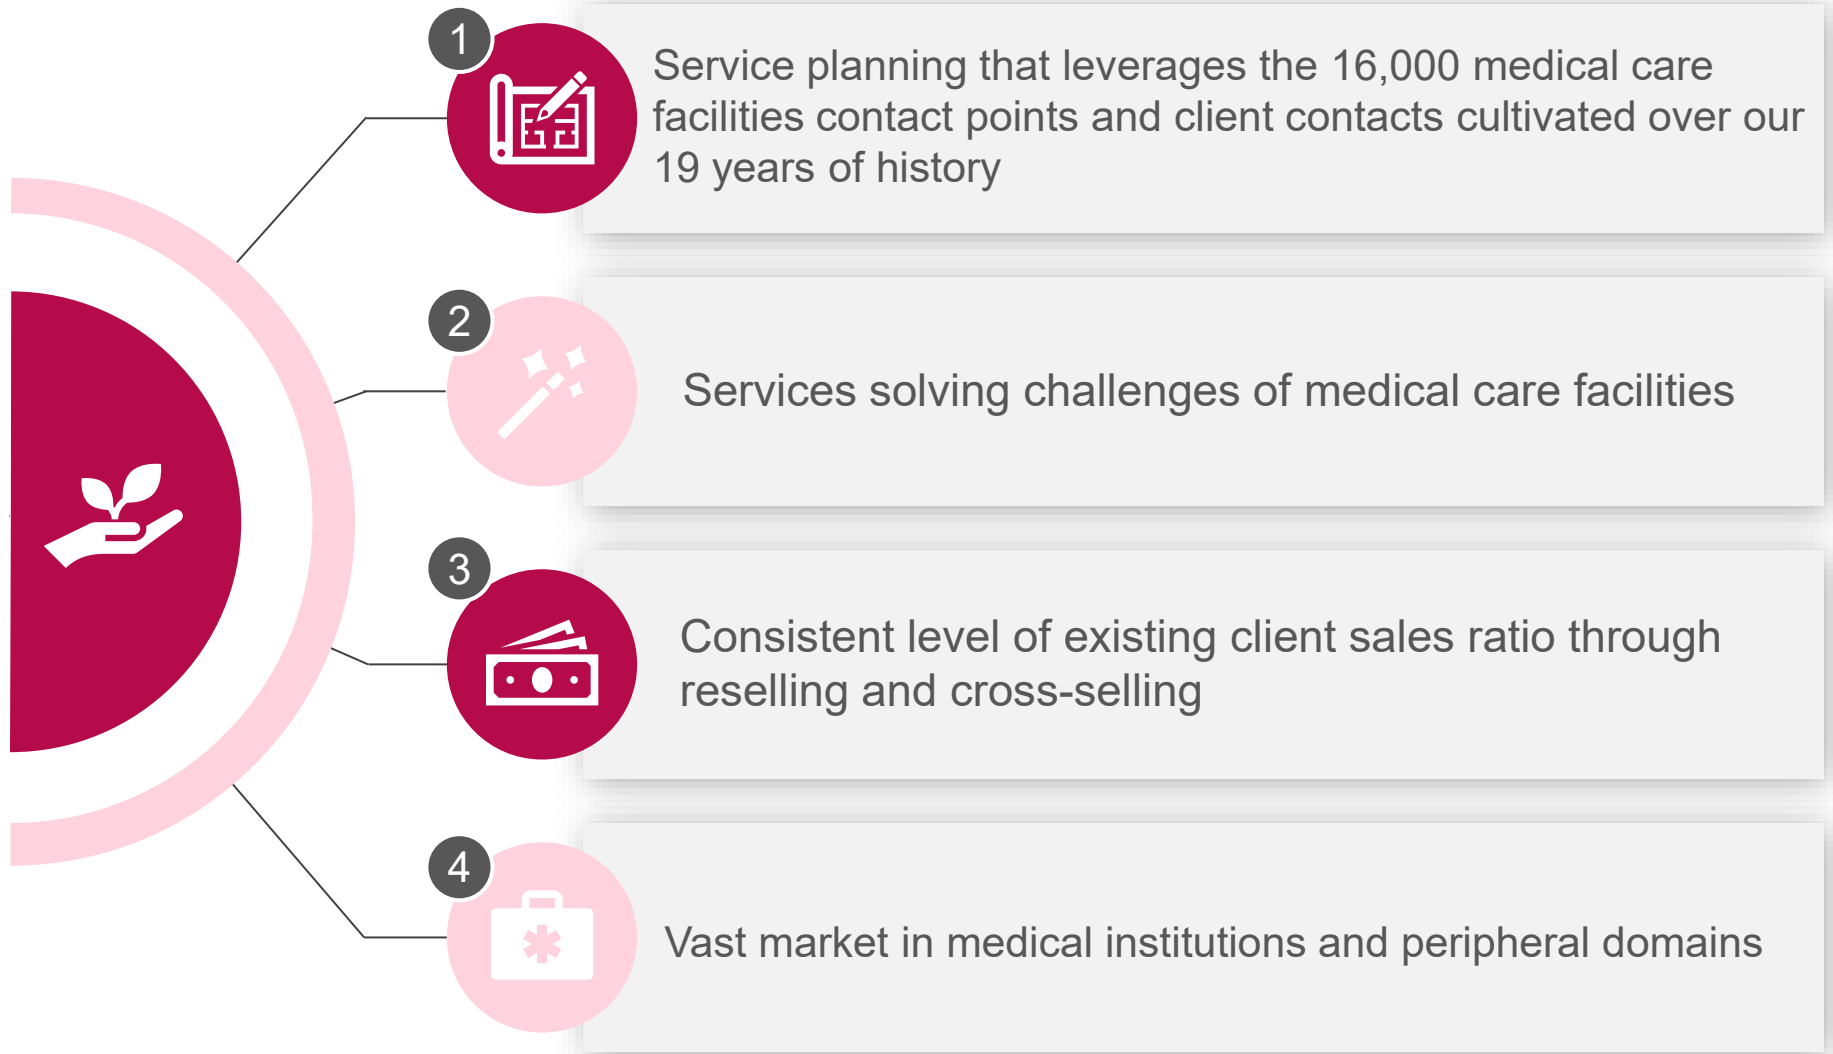 1
Service planning that leverages the 16,000 medical care
facilities contact points and client contacts cultivated over our
19 years of history
2
Services solving challenges of medical care facilities
3
Consistent level of existing client sales ratio through
reselling and cross-selling
4
Vast market in medical institutions and peripheral domains